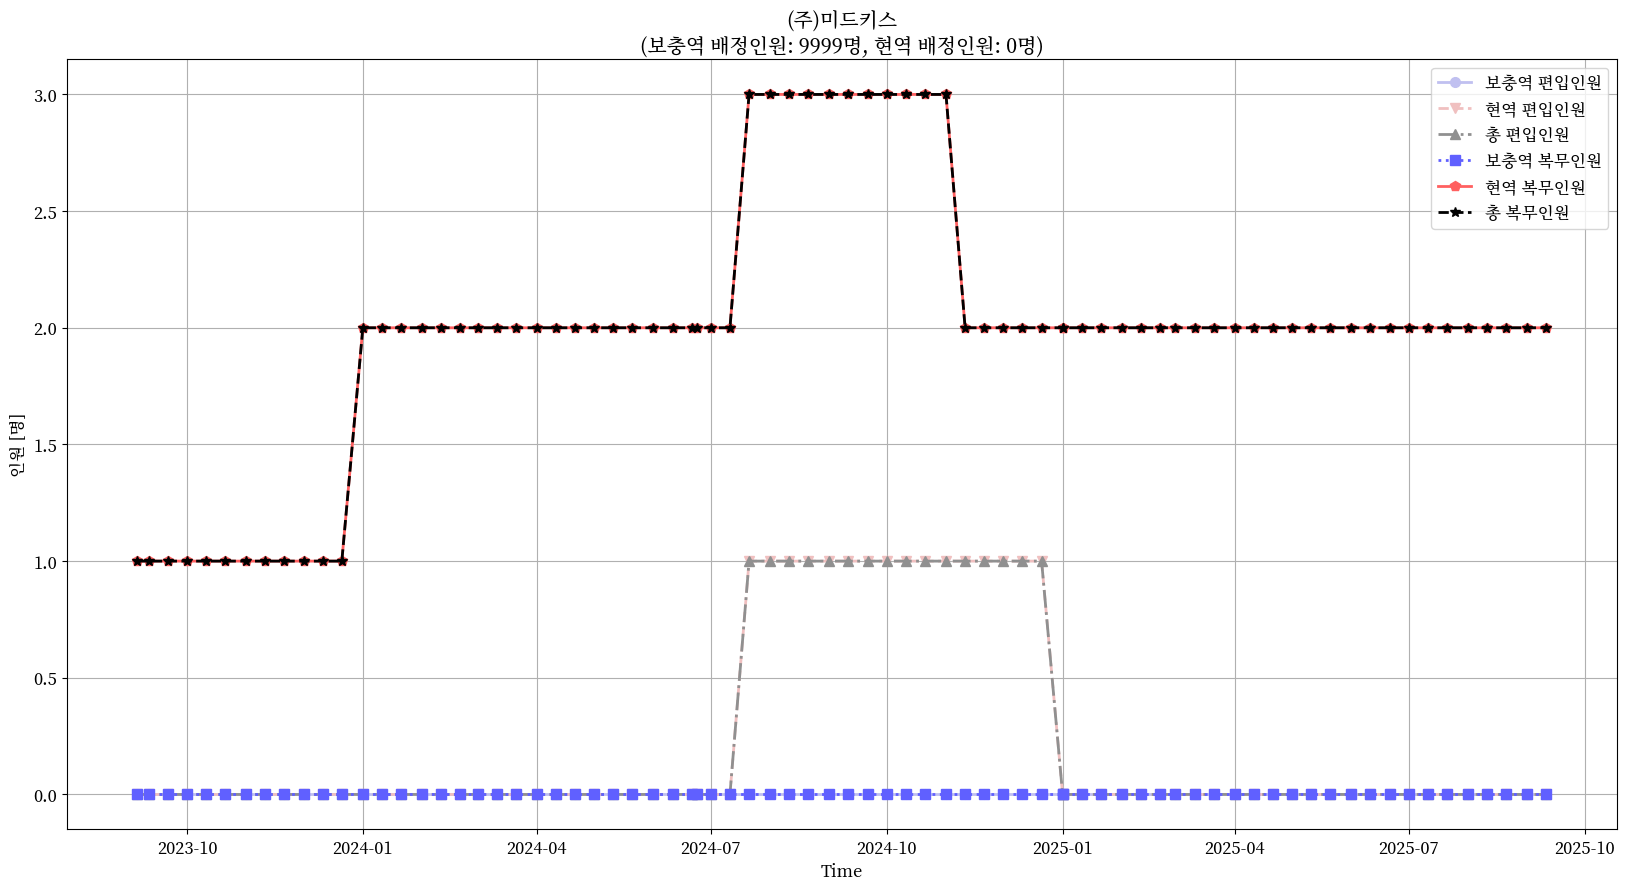 (주)미드키스
(보충역 배정인원: 9999명, 현역 배정인원: 0명)
보충역 편입인원
현역 편입인원
총 편입인원
보충역 복무인원
현역 복무인원
총 복무인원
인원 [명]
3.0
2.5
2.0
1.5
1.0
0.5
0.0
2023-10
2024-01
2024-04
2024-07
2024-10
2025-01
2025-04
2025-07
2025-10
Time